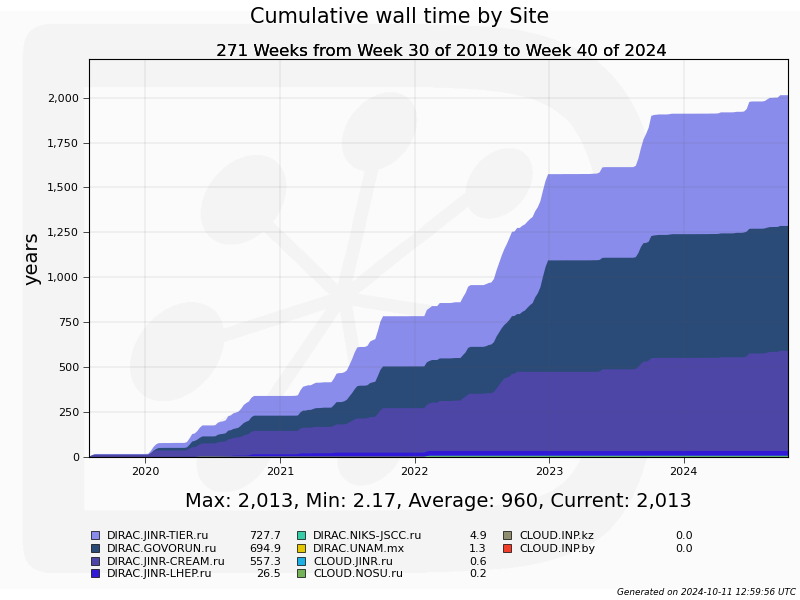 Cumulative wall time by Site
271 Weeks from Week 30 of 2019 to Week 40 of 2024
2,000
1,750
1,500
1,250
1,000
750
500
250
0
years
2020 2021 2022 2023 2024
Max: 2,013, Min: 2.17, Average: 960, Current: 2,013
DIRAC.JINR-TIER.ru 727.7 DIRAC.NIKS-JSCC.ru 4.9 CLOUD.INP.kz 0.0
DIRAC.GOVORUN.ru 694.9 DIRAC.UNAM.mx 1.3 CLOUD.INP.by 0.0
DIRAC.JINR-CREAM.ru 557.3 CLOUD.JINR.ru 0.6
DIRAC.JINR-LHEP.ru 26.5 CLOUD.NOSU.ru 0.2
Generated on 2024-10-11 12:59:56 UTC